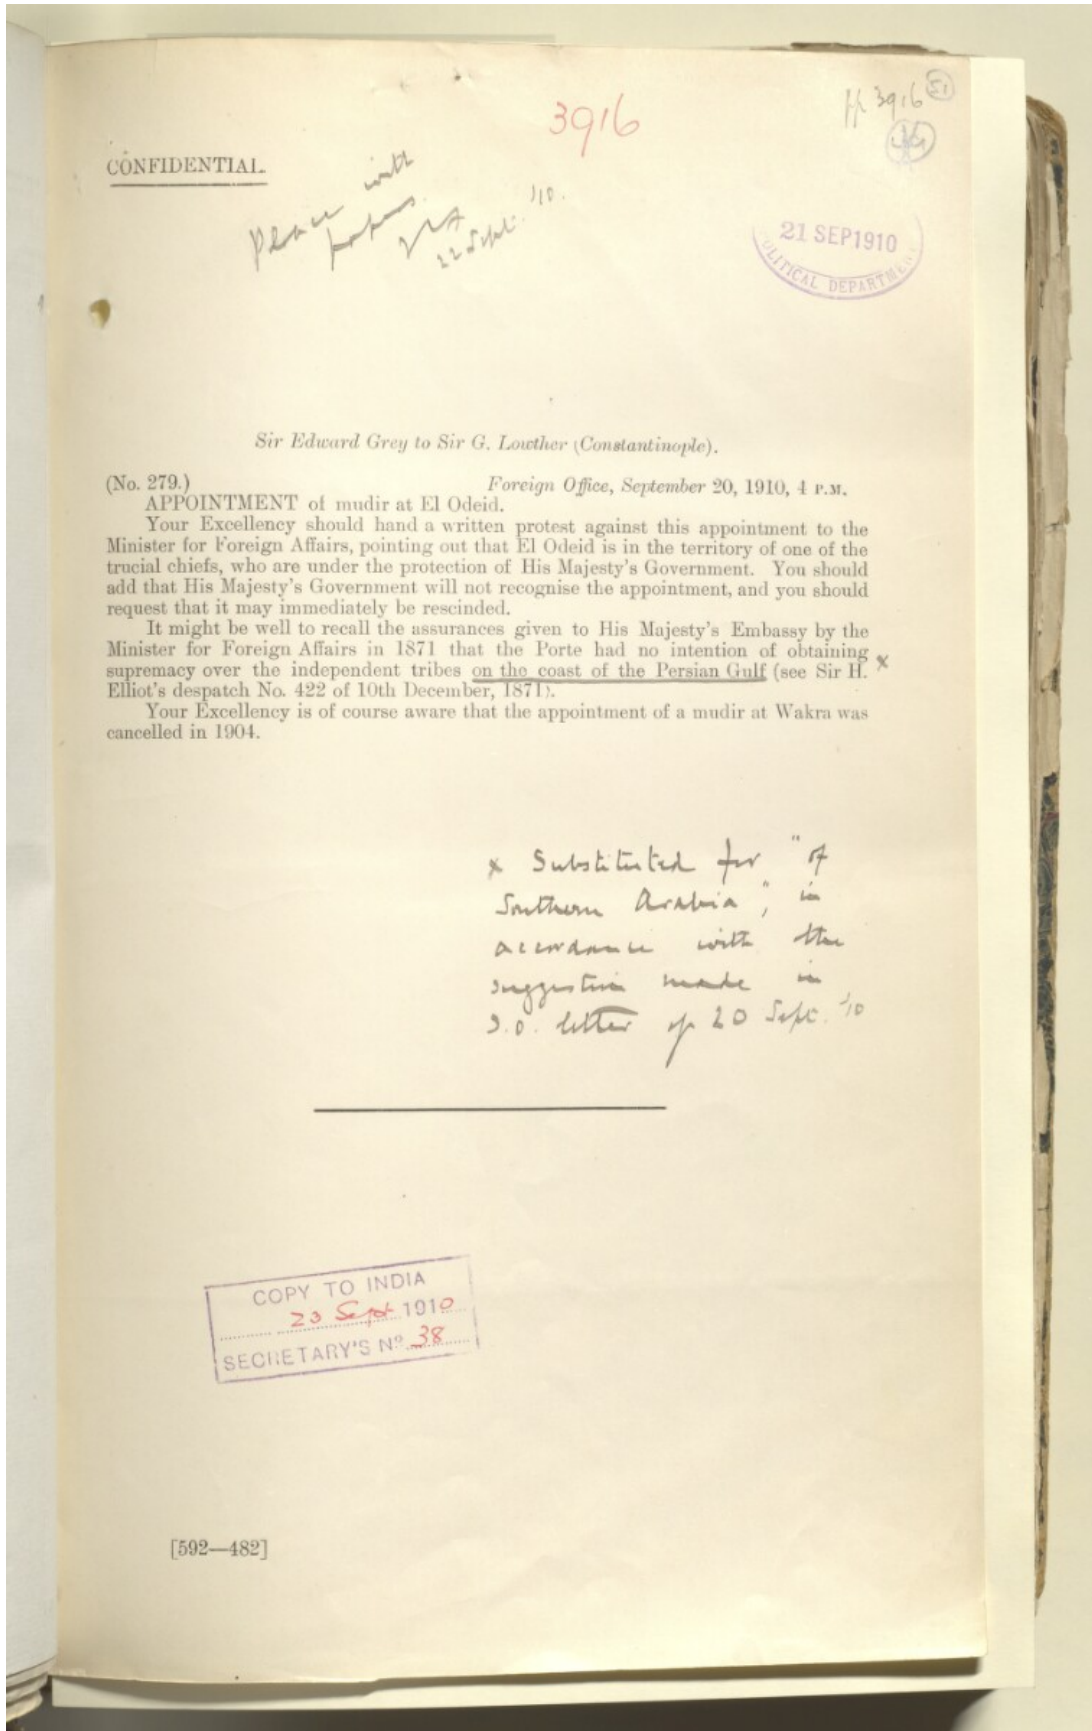 3916
pp. 3916 51
CONFIDENTIAL.
Place with
papers
22 Sept. '10.
21 SEP 1910
POLITICAL DEPARTMENT
Sir Edward Grey to Sir G. Lowther (Constantinople).
(No. 279.) Foreign Office, September 20, 1910, 4 P.M.
APPOINTMENT of mudir at El Odeid.
Your Excellency should hand a written protest against this appointment to the
Minister for Foreign Affairs, pointing out that El Odeid is in the territory of one of the
trucial chiefs, who are under the protection of His Majesty's Government. You should
add that His Majesty's Government will not recognise the appointment, and you should
request that it may immediately be rescinded.
It might be well to recall the assurances given to His Majesty's Embassy by the
Minister for Foreign Affairs in 1871 that the Porte had no intention of obtaining
supremacy over the independent tribes on the coast of the Persian Gulf (see Sir H. x
Elliot's despatch No. 422 of 10th December, 1871).
Your Excellency is of course aware that the appointment of a mudir at Wakra was
cancelled in 1904.
x Substituted for "of
Southern Arabia", in
accordance with the
suggestion made in
I.O. letter of 20 Sept. '10
COPY TO INDIA
23 Sept 1910
SECRETARY'S No 38
[592—482]